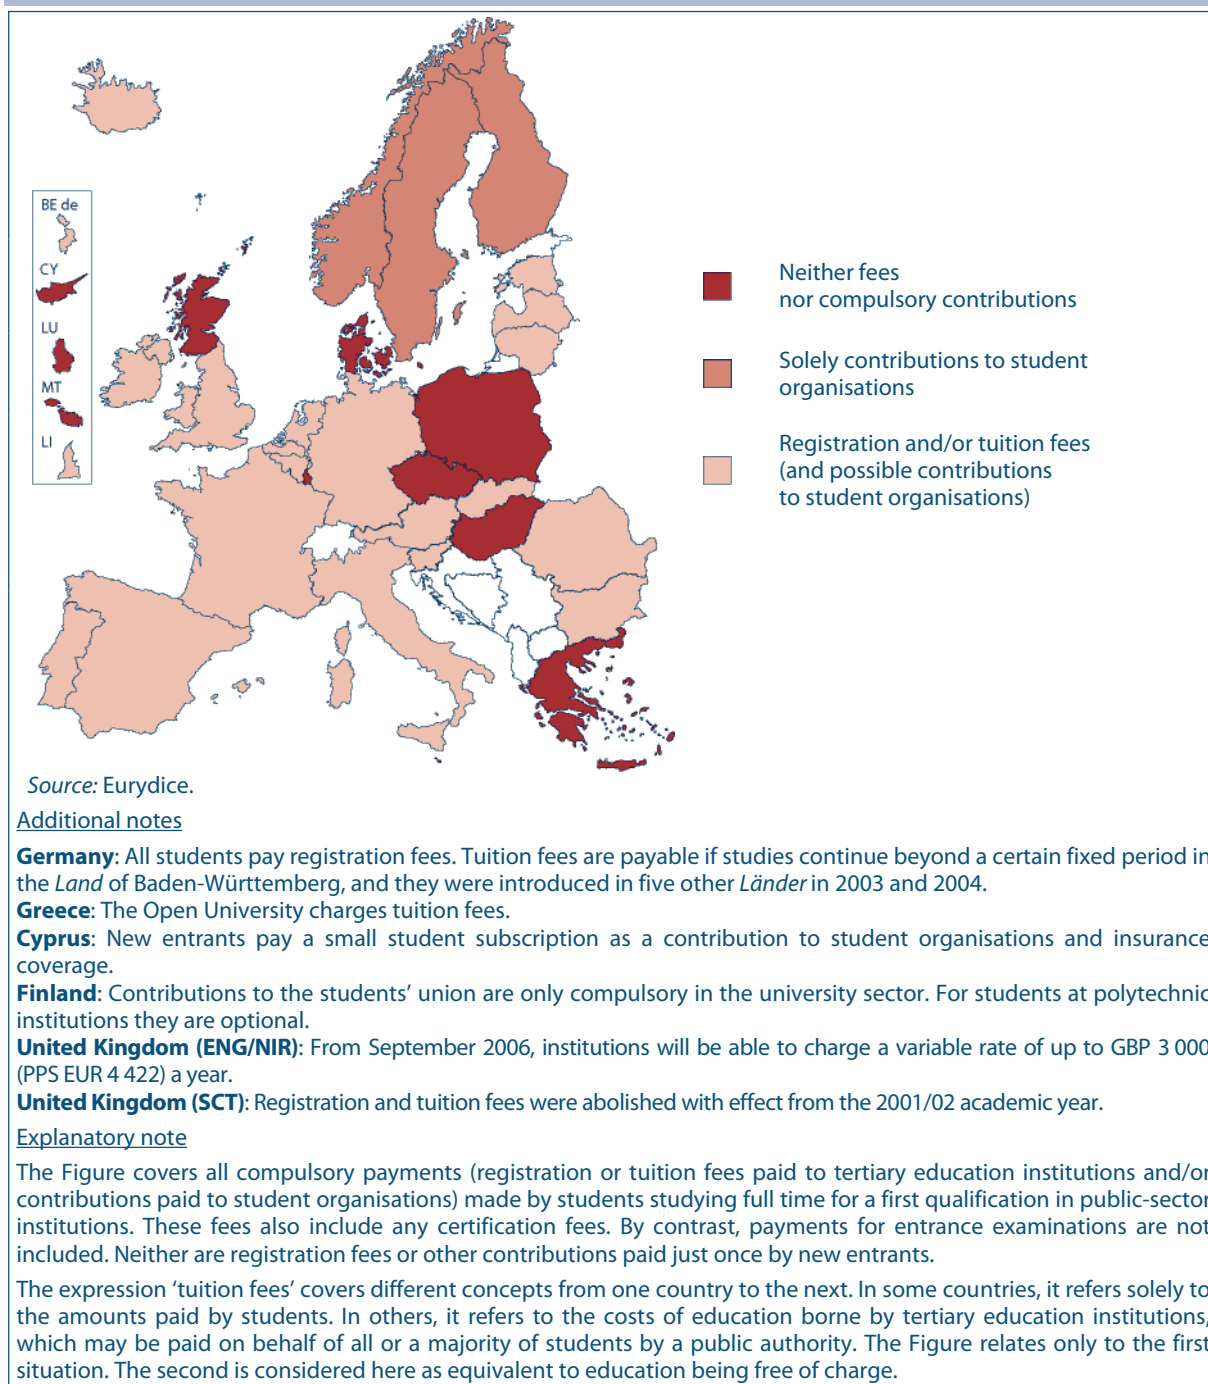 BE de
CY
LU
MT
LI
Neither fees
nor compulsory contributions
Solely contributions to student
organisations
Registration and/or tuition fees
(and possible contributions
to student organisations)
Source: Eurydice.
Additional notes
Germany: All students pay registration fees. Tuition fees are payable if studies continue beyond a certain fixed period in
the Land of Baden-Württemberg, and they were introduced in five other Länder in 2003 and 2004.
Greece: The Open University charges tuition fees.
Cyprus: New entrants pay a small student subscription as a contribution to student organisations and insurance
coverage.
Finland: Contributions to the students’ union are only compulsory in the university sector. For students at polytechnic
institutions they are optional.
United Kingdom (ENG/NIR): From September 2006, institutions will be able to charge a variable rate of up to GBP 3 000
(PPS EUR 4 422) a year.
United Kingdom (SCT): Registration and tuition fees were abolished with effect from the 2001/02 academic year.
Explanatory note
The Figure covers all compulsory payments (registration or tuition fees paid to tertiary education institutions and/or
contributions paid to student organisations) made by students studying full time for a first qualification in public-sector
institutions. These fees also include any certification fees. By contrast, payments for entrance examinations are not
included. Neither are registration fees or other contributions paid just once by new entrants.
The expression ‘tuition fees’ covers different concepts from one country to the next. In some countries, it refers solely to
the amounts paid by students. In others, it refers to the costs of education borne by tertiary education institutions,
which may be paid on behalf of all or a majority of students by a public authority. The Figure relates only to the first
situation. The second is considered here as equivalent to education being free of charge.